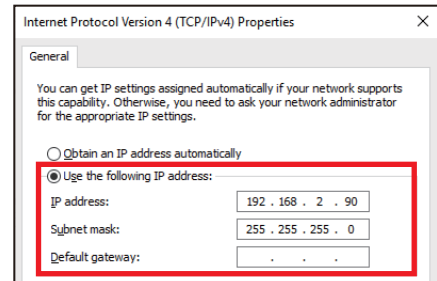 Internet Protocol Version 4 (TCP/IPv4) Properties
General
You can get IP settings assigned automatically if your network supports
this capability. Otherwise, you need to ask your network administrator
for the appropriate IP settings.
Obtain an IP address automatically
Use the following IP address:
IP address: 192 . 168 . 2 . 90
Subnet mask: 255 . 255 . 255 . 0
Default gateway: . . .